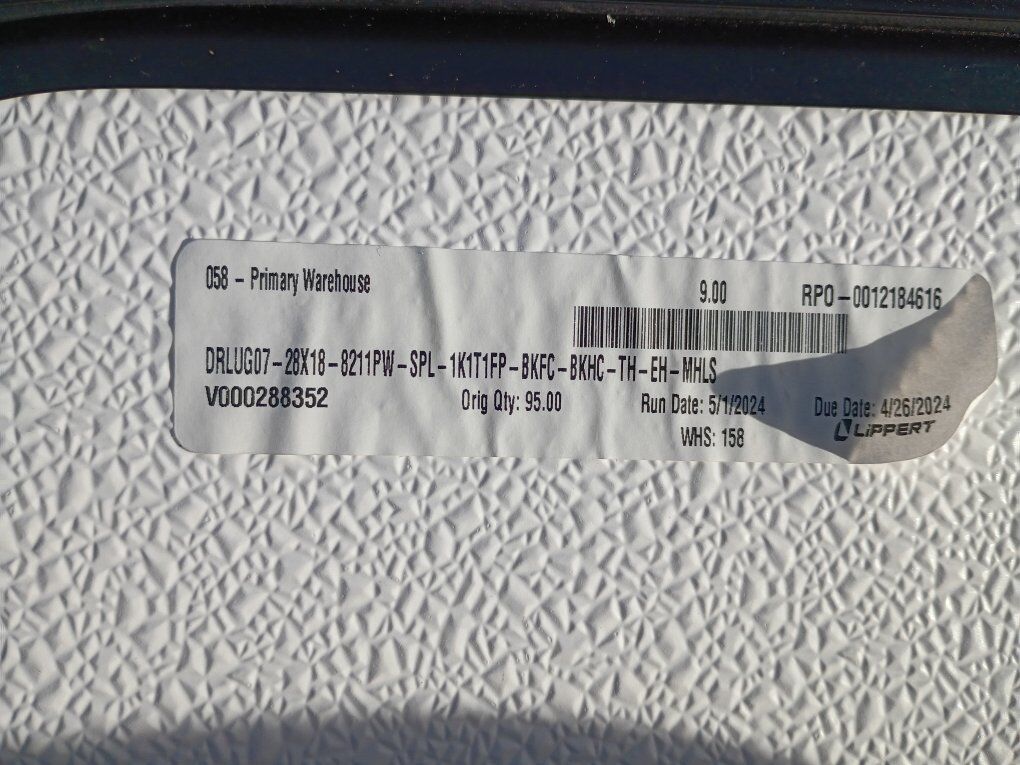 058 - Primary Warehouse
9.00 RPO-0012184616
DRLUG07-28X18-8211PW-SPL-1K1T1FP-BKFC-BKHC-TH-EH-MHLS
V000288352 Orig Qty: 95.00 Run Date: 5/1/2024 Due Date: 4/26/2024
WHS: 158 LIPPERT